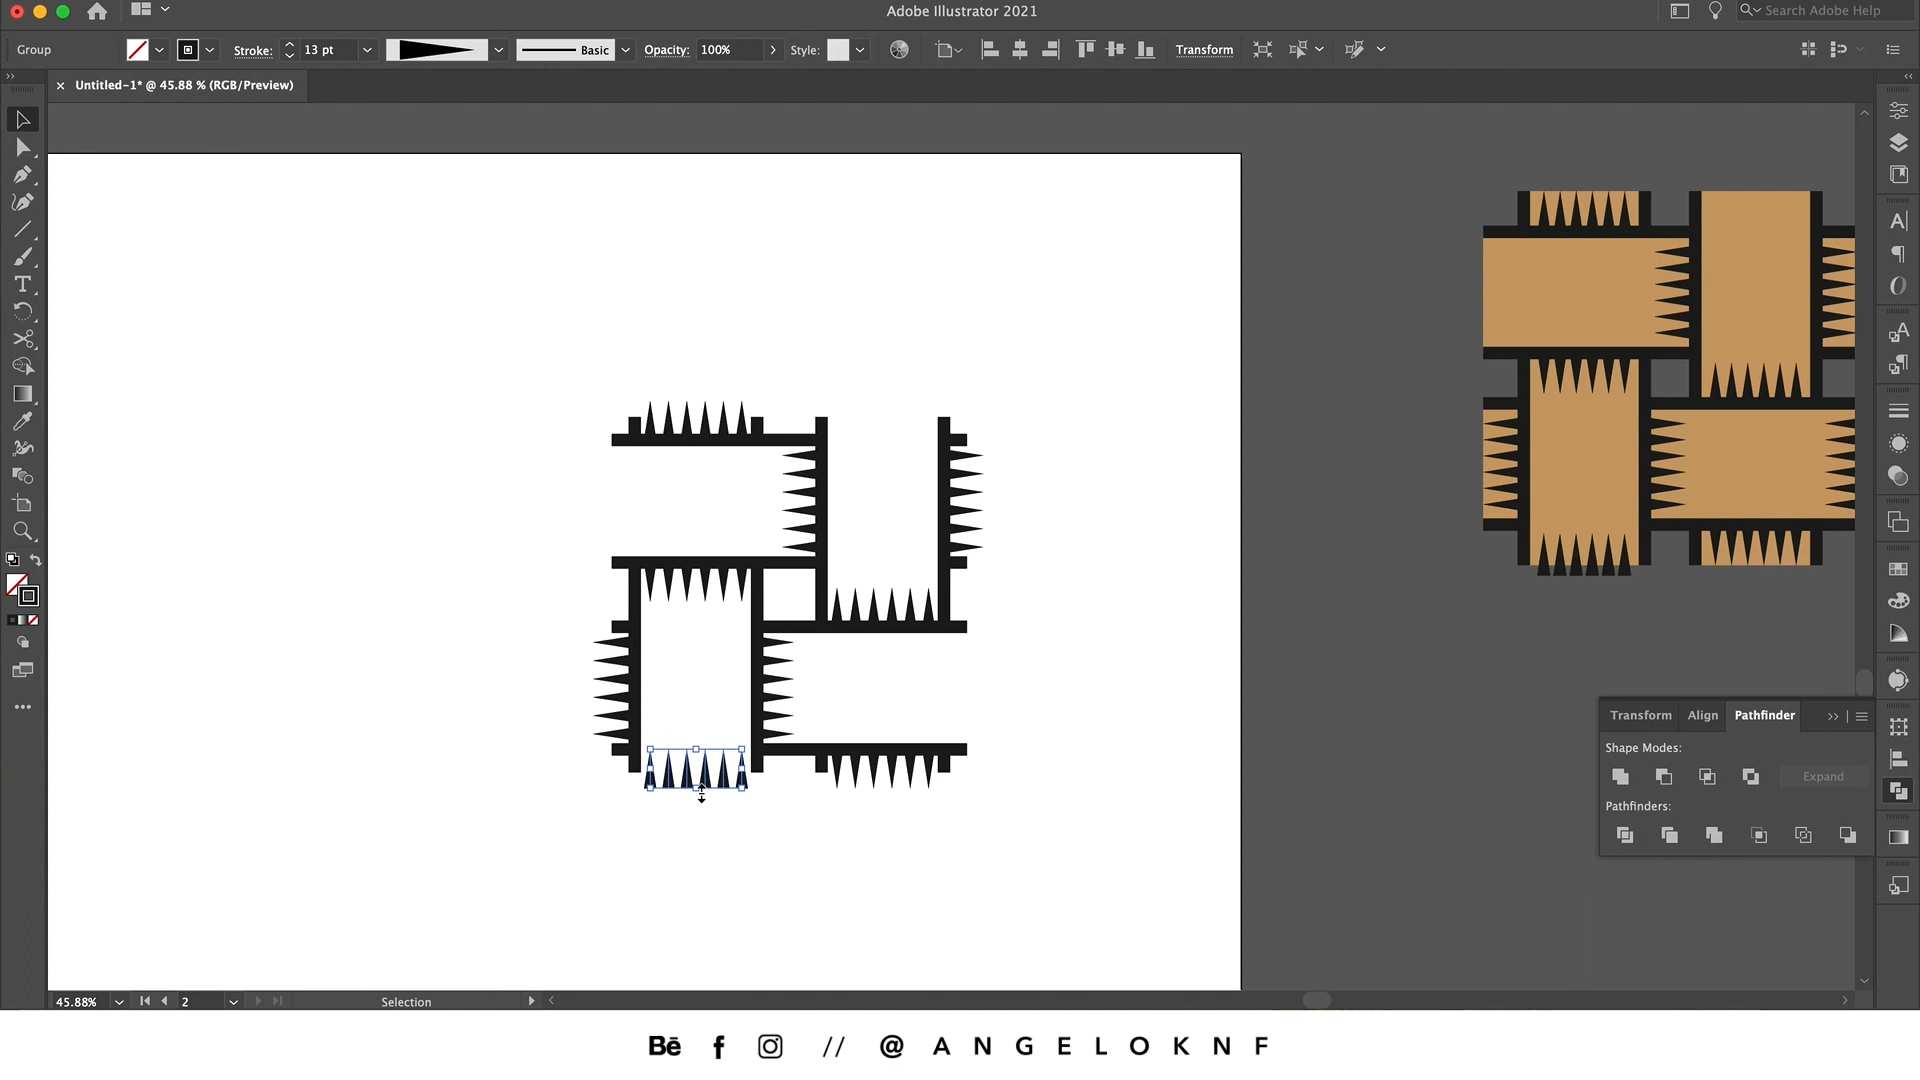 Adobe Illustrator 2021
Search Adobe Help
Group
Stroke:
13 pt
Basic
Opacity:
100%
Style:
Transform
Untitled-1* @ 45.88 % (RGB/Preview)
Transform
Align
Pathfinder
Shape Modes:
Expand
Pathfinders:
45.88%
2
Selection
Bē f // @ANGELOKNF